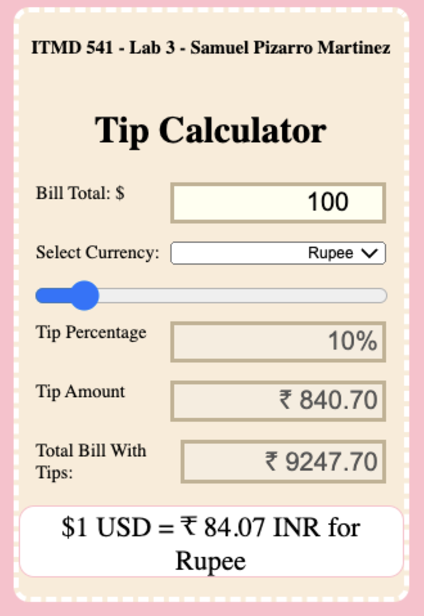 ITMD 541 - Lab 3 - Samuel Pizarro Martinez
Tip Calculator
Bill Total: $ 100
Select Currency: Rupee
Tip Percentage 10%
Tip Amount ₹ 840.70
Total Bill With
Tips: ₹ 9247.70
$1 USD = ₹ 84.07 INR for
Rupee